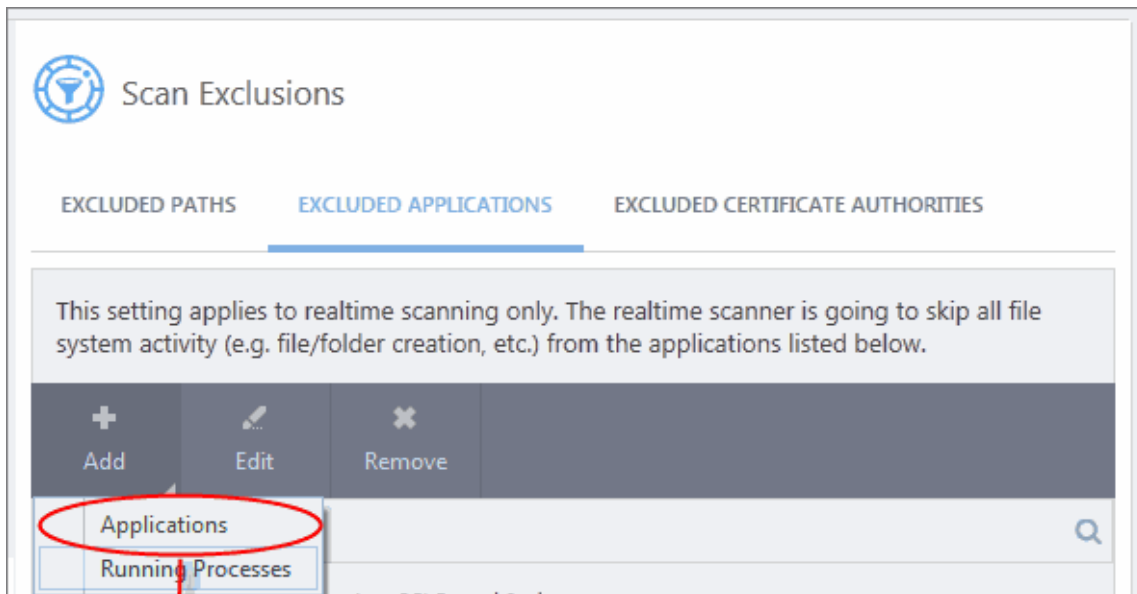 Scan Exclusions
EXCLUDED PATHS EXCLUDED APPLICATIONS EXCLUDED CERTIFICATE AUTHORITIES
This setting applies to realtime scanning only. The realtime scanner is going to skip all file
system activity (e.g. file/folder creation, etc.) from the applications listed below.
Add Edit Remove
Applications
Running Processes